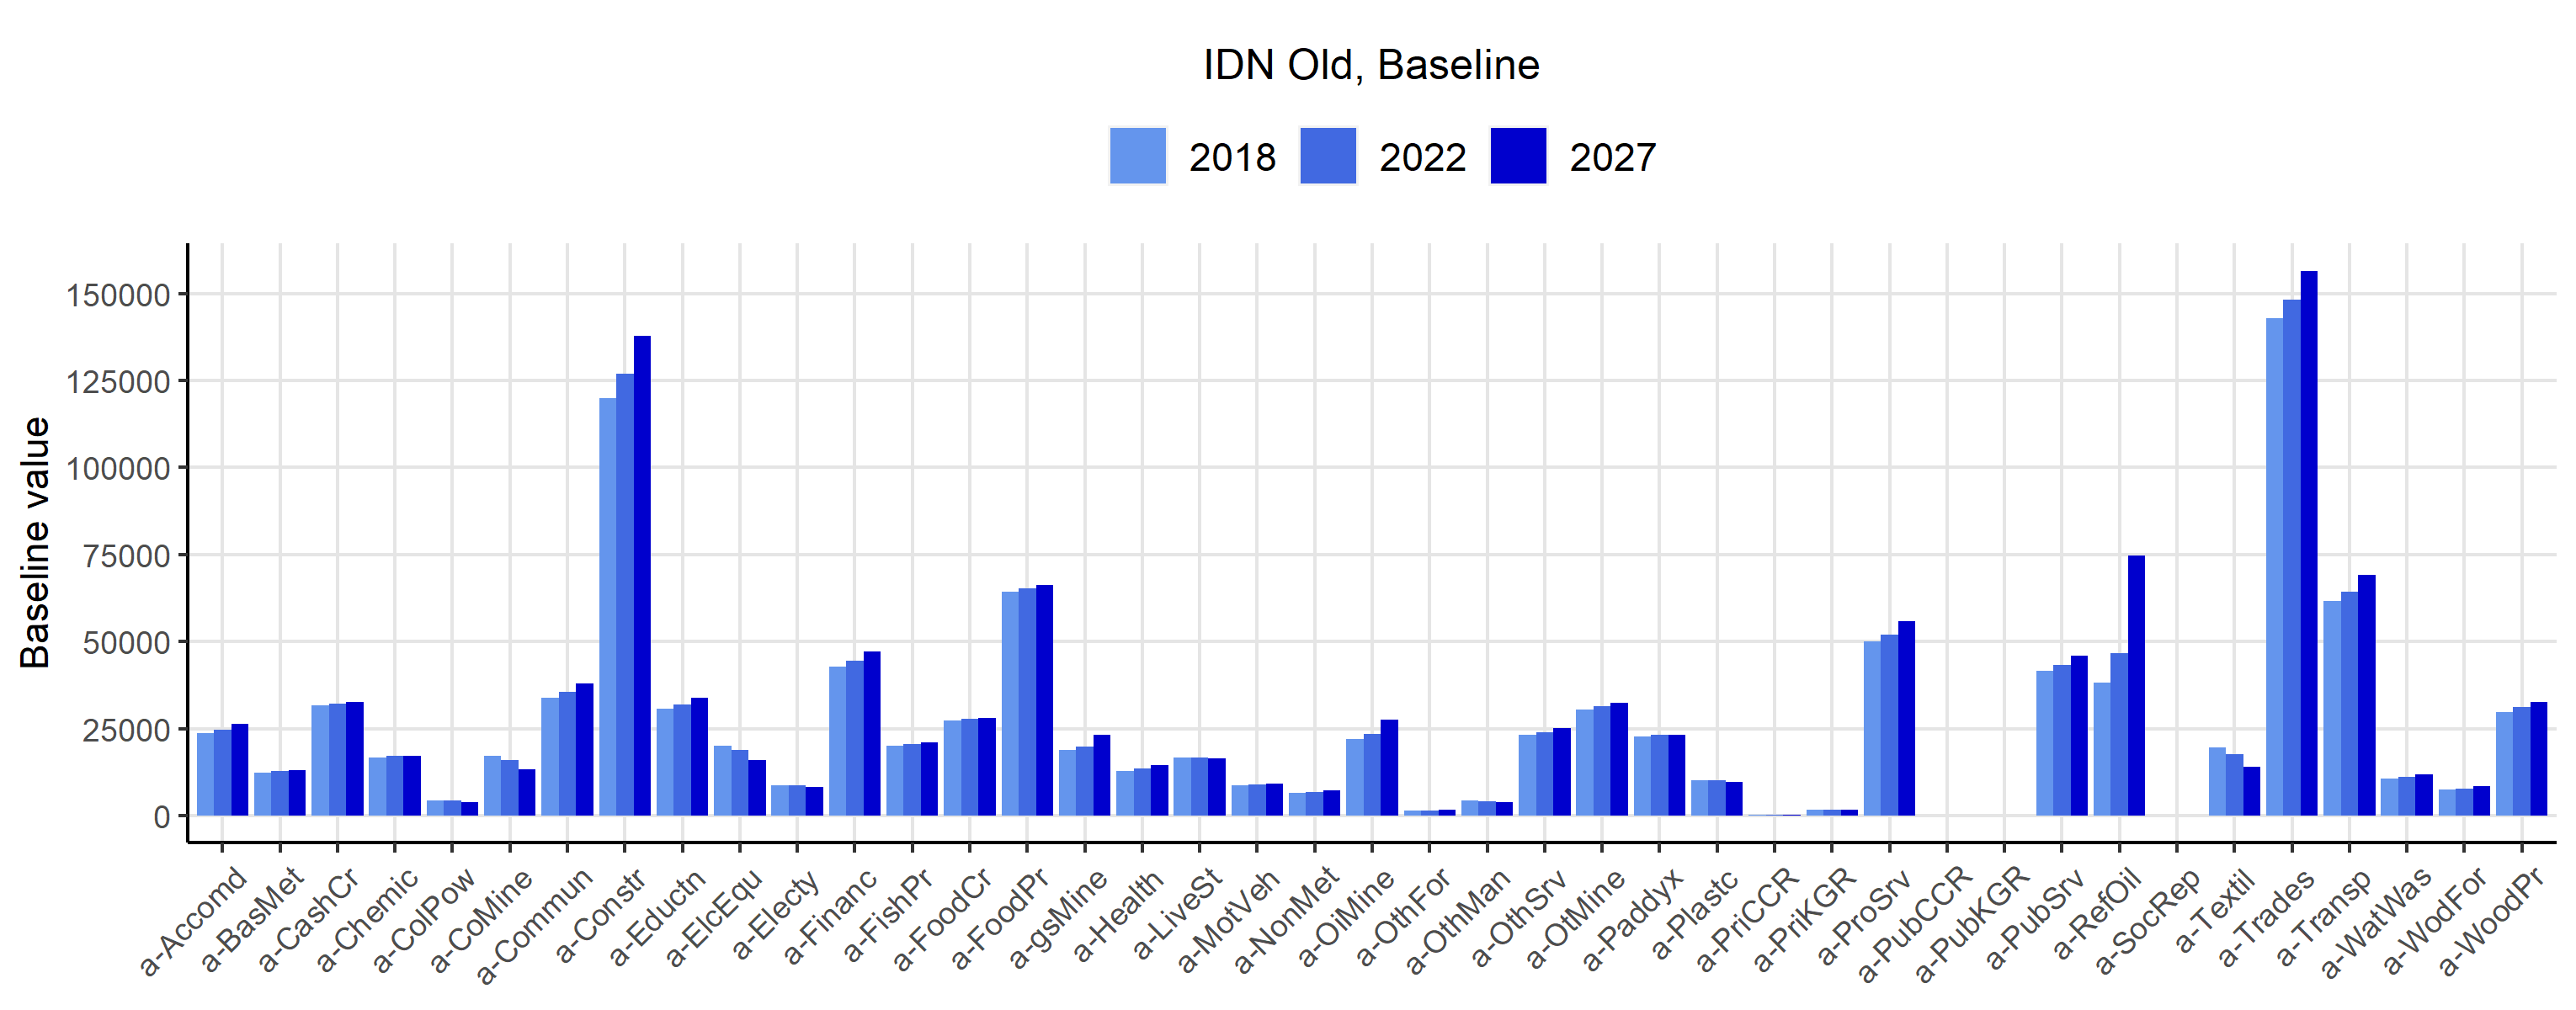 IDN Old, Baseline
2018 2022 2027
Baseline value
150000
125000
100000
75000
50000
25000
0
a-Accomd
a-BasMet
a-CashCr
a-Chemic
a-ColPow
a-CoMine
a-Commun
a-Constr
a-Eductn
a-ElcEqu
a-Electy
a-Financ
a-FishPr
a-FoodCr
a-FoodPr
a-gsMine
a-Health
a-LiveSt
a-MotVeh
a-NonMet
a-OiMine
a-OthFor
a-OthMan
a-OthSrv
a-OtMine
a-Paddyx
a-Plastc
a-PriCCR
a-PriKGR
a-ProSrv
a-PubCCR
a-PubKGR
a-PubSrv
a-RefOil
a-SocRep
a-Textil
a-Trades
a-Transp
a-WatWas
a-WodFor
a-WoodPr